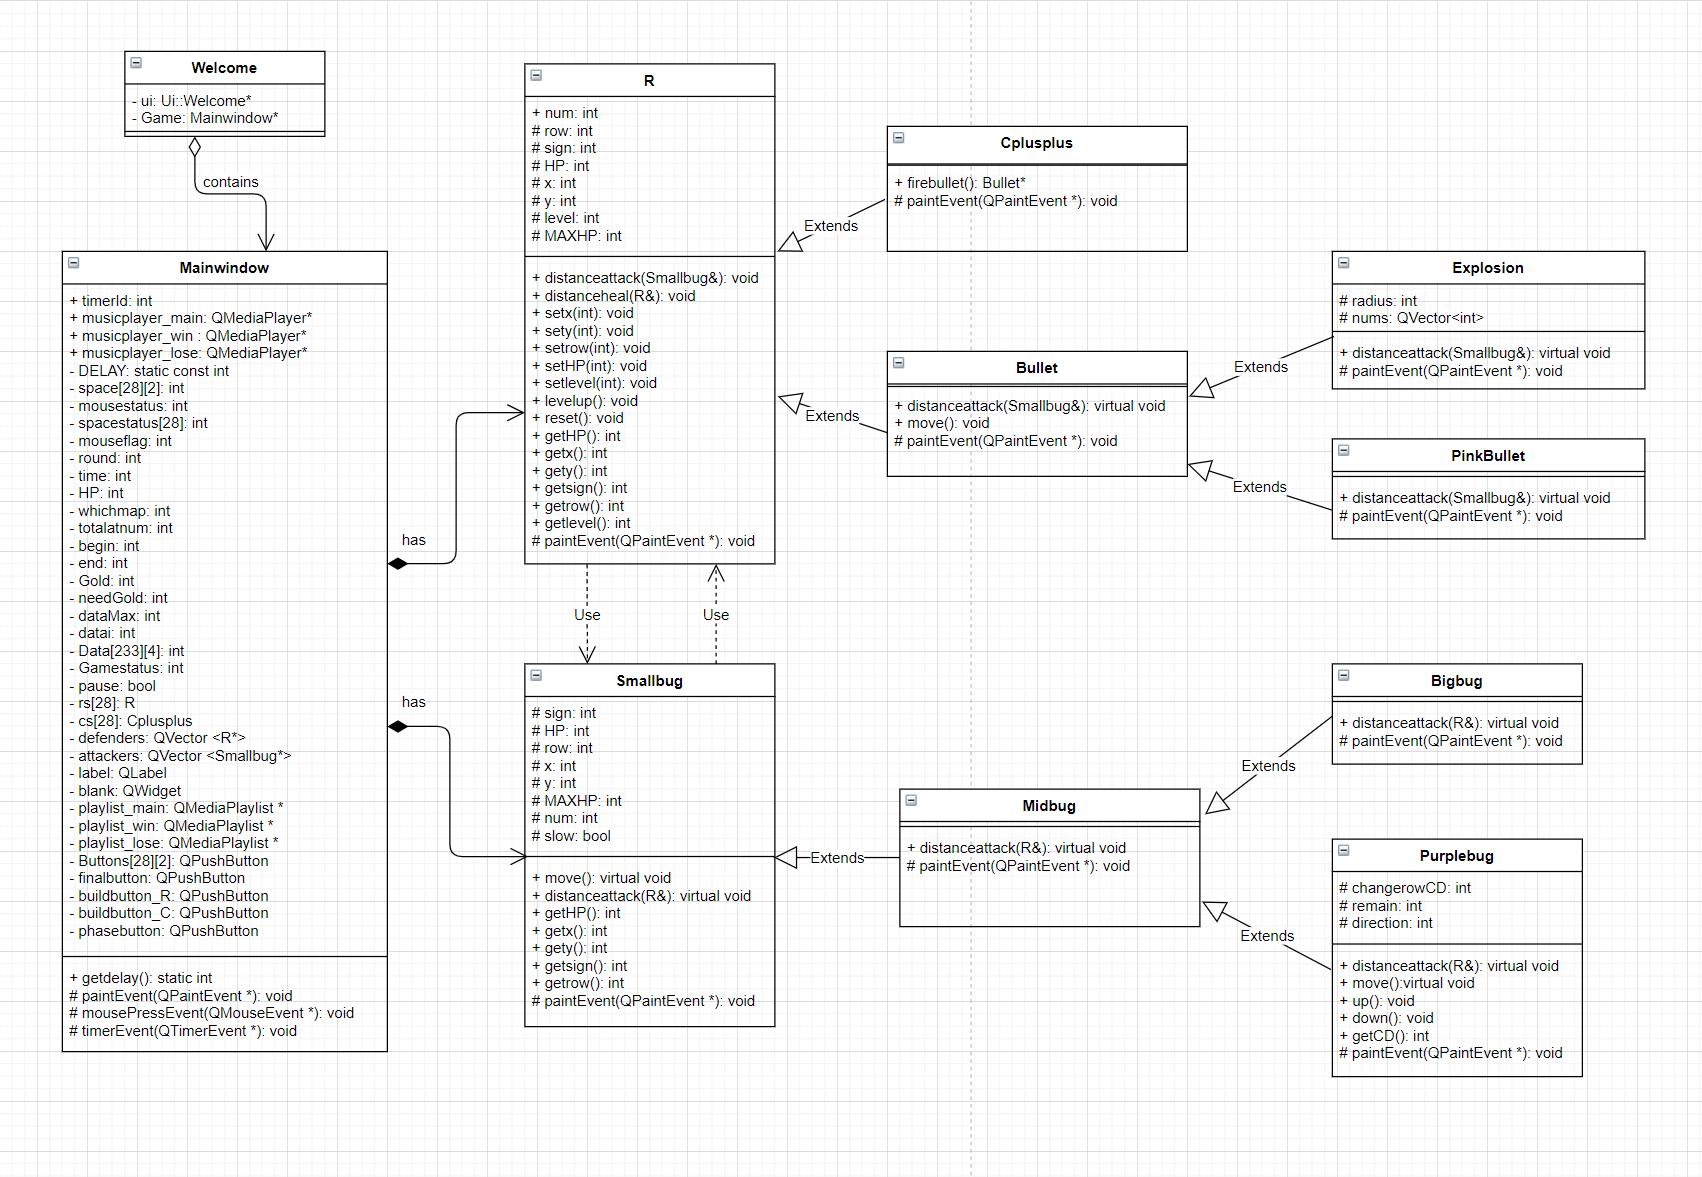 Welcome
- ui: Ui::Welcome*
- Game: Mainwindow*
contains
Mainwindow
+ timerId: int
+ musicplayer_main: QMediaPlayer*
+ musicplayer_win : QMediaPlayer*
+ musicplayer_lose: QMediaPlayer*
- DELAY: static const int
- space[28][2]: int
- mousestatus: int
- spacestatus[28]: int
- mouseflag: int
- round: int
- time: int
- HP: int
- whichmap: int
- totalatnum: int
- begin: int
- end: int
- Gold: int
- needGold: int
- dataMax: int
- datai: int
- Data[233][4]: int
- Gamestatus: int
- pause: bool
- rs[28]: R
- cs[28]: Cplusplus
- defenders: QVector <R*>
- attackers: QVector <Smallbug*>
- label: QLabel
- blank: QWidget
- playlist_main: QMediaPlaylist *
- playlist_win: QMediaPlaylist *
- playlist_lose: QMediaPlaylist *
- Buttons[28][2]: QPushButton
- finalbutton: QPushButton
- buildbutton_R: QPushButton
- buildbutton_C: QPushButton
- phasebutton: QPushButton
+ getdelay(): static int
# paintEvent(QPaintEvent *): void
# mousePressEvent(QMouseEvent *): void
# timerEvent(QTimerEvent *): void
has
has
R
+ num: int
# row: int
# sign: int
# HP: int
# x: int
# y: int
# level: int
# MAXHP: int
+ distanceattack(Smallbug&): void
+ distanceheal(R&): void
+ setx(int): void
+ sety(int): void
+ setrow(int): void
+ setHP(int): void
+ setlevel(int): void
+ levelup(): void
+ reset(): void
+ getHP(): int
+ getx(): int
+ gety(): int
+ getsign(): int
+ getrow(): int
+ getlevel(): int
# paintEvent(QPaintEvent *): void
Use
Use
Smallbug
# sign: int
# HP: int
# row: int
# x: int
# y: int
# MAXHP: int
# num: int
# slow: bool
+ move(): virtual void
+ distanceattack(R&): virtual void
+ getHP(): int
+ getx(): int
+ gety(): int
+ getsign(): int
+ getrow(): int
# paintEvent(QPaintEvent *): void
Extends
Cplusplus
+ firebullet(): Bullet*
# paintEvent(QPaintEvent *): void
Extends
Bullet
+ distanceattack(Smallbug&): virtual void
+ move(): void
# paintEvent(QPaintEvent *): void
Extends
Explosion
# radius: int
# nums: QVector<int>
+ distanceattack(Smallbug&): virtual void
# paintEvent(QPaintEvent *): void
Extends
PinkBullet
+ distanceattack(Smallbug&): virtual void
# paintEvent(QPaintEvent *): void
Extends
Midbug
+ distanceattack(R&): virtual void
# paintEvent(QPaintEvent *): void
Extends
Bigbug
+ distanceattack(R&): virtual void
# paintEvent(QPaintEvent *): void
Extends
Purplebug
# changerowCD: int
# remain: int
# direction: int
+ distanceattack(R&): virtual void
+ move():virtual void
+ up(): void
+ down(): void
+ getCD(): int
# paintEvent(QPaintEvent *): void